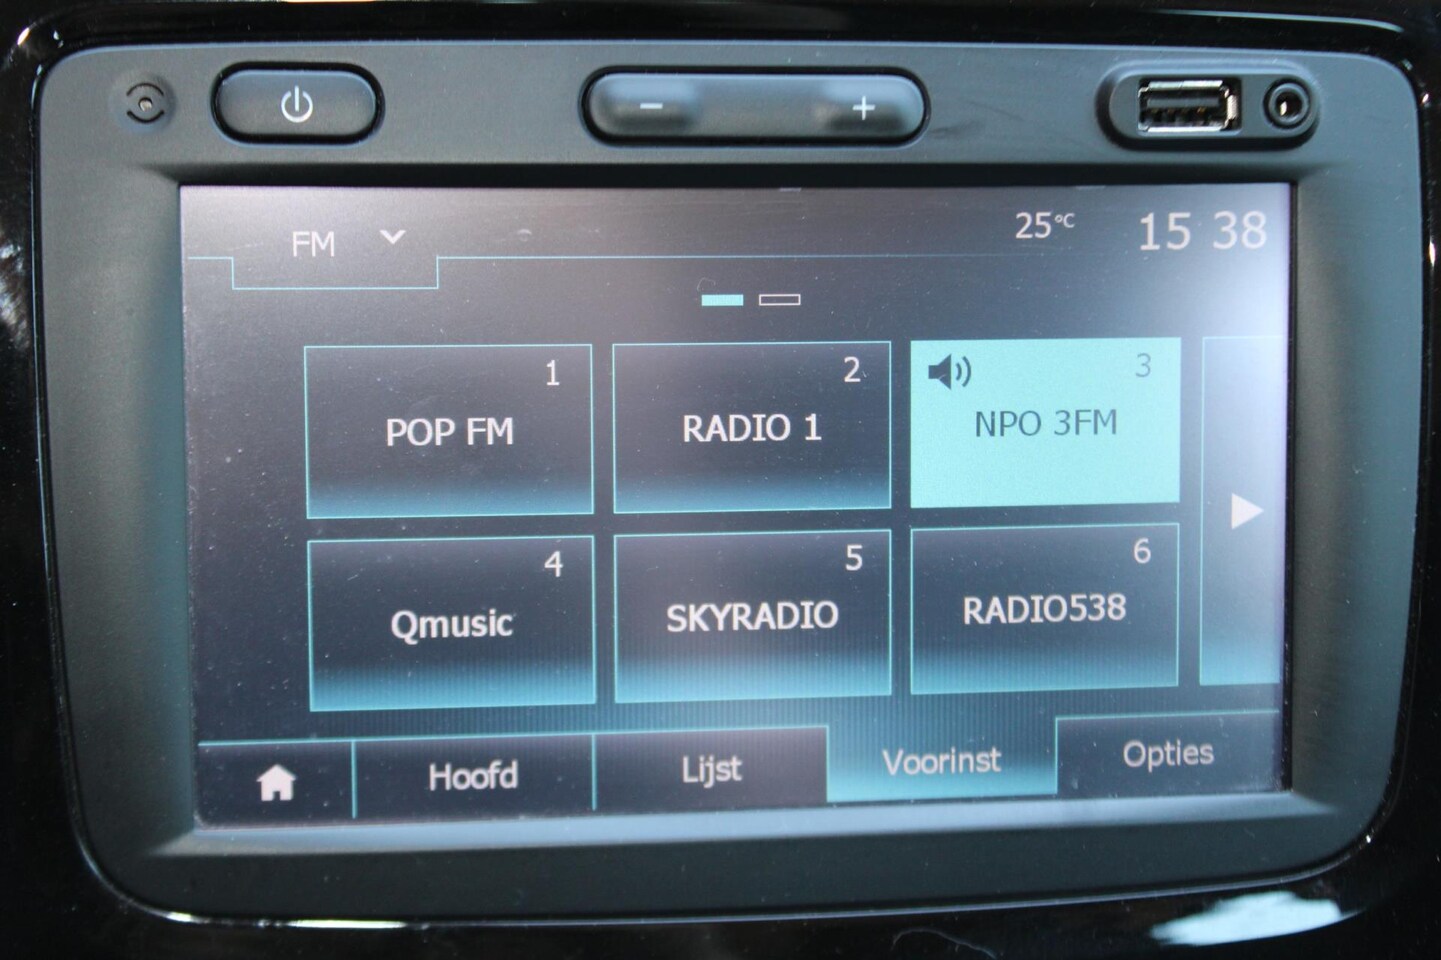 FM
25°C 15 38
1
POP FM
2
RADIO 1
3
NPO 3FM
4
Qmusic
5
SKYRADIO
6
RADIO538
Hoofd
Lijst
Voorinst
Opties